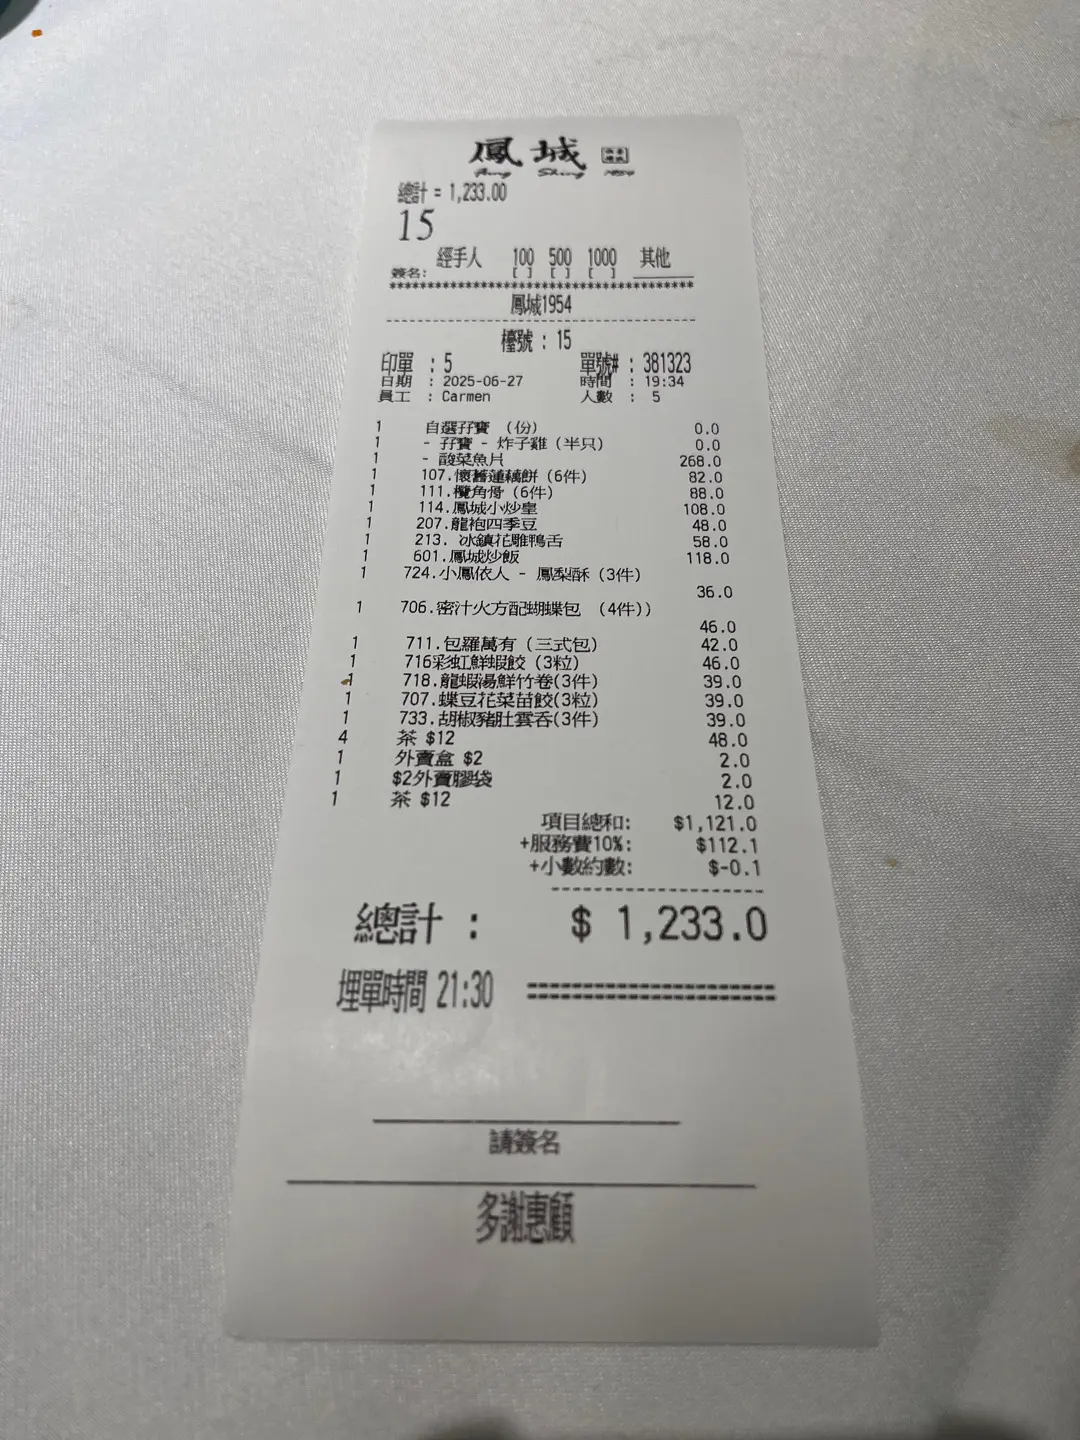 鳳城
Fung Shing 1954
總計 = 1,233.00
15
經手人 100 500 1000 其他
簽名: [ ] [ ] [ ]
****************************************
鳳城1954
檯號 : 15
印單 : 5 單號# : 381323
日期 : 2025-06-27 時間 : 19:34
員工 : Carmen 人數 : 5
1 自選孖寶 (份) 0.0
1 - 孖寶 - 炸子雞 (半只) 0.0
1 - 酸菜魚片 268.0
1 107.懷舊蓮藕餅 (6件) 82.0
1 111.欖角骨 (6件) 88.0
1 114.鳳城小炒皇 108.0
1 207.龍袍四季豆 48.0
1 213. 冰鎮花雕鴨舌 58.0
1 601.鳳城炒飯 118.0
1 724.小鳳依人 - 鳳梨酥 (3件)
36.0
1 706.密汁火方配蝴蝶包 (4件))
46.0
1 711.包羅萬有 (三式包) 42.0
1 716彩虹鮮蝦餃 (3粒) 46.0
1 718.龍蝦湯鮮竹卷(3件) 39.0
1 707.蝶豆花菜苗餃(3粒) 39.0
1 733.胡椒豬肚雲吞(3件) 39.0
4 茶 $12 48.0
1 外賣盒 $2 2.0
1 $2外賣膠袋 2.0
1 茶 $12 12.0
項目總和: $1,121.0
+服務費10%: $112.1
+小數約數: $-0.1
總計 : $ 1,233.0
埋單時間 21:30
請簽名
多謝惠顧